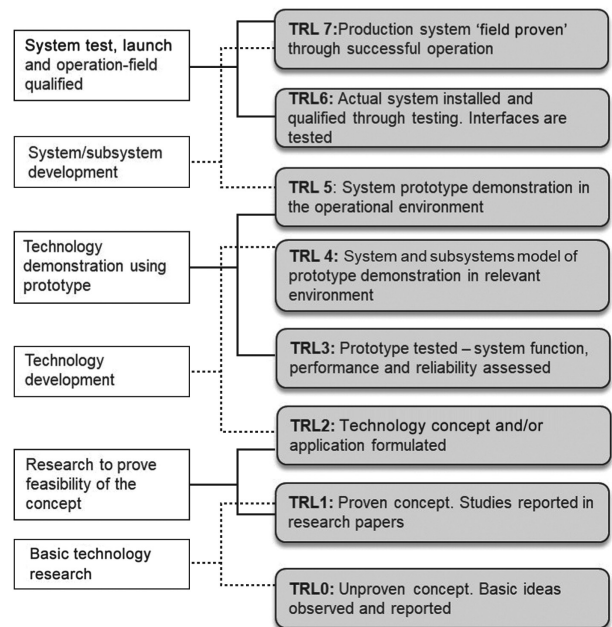 System test, launch
and operation-field
qualified
System/subsystem
development
Technology
demonstration using
prototype
Technology
development
Research to prove
feasibility of the
concept
Basic technology
research
TRL 7:Production system ‘field proven’
through successful operation
TRL6: Actual system installed and
qualified through testing. Interfaces are
tested
TRL 5: System prototype demonstration in
the operational environment
TRL 4: System and subsystems model of
prototype demonstration in relevant
environment
TRL3: Prototype tested – system function,
performance and reliability assessed
TRL2: Technology concept and/or
application formulated
TRL1: Proven concept. Studies reported in
research papers
TRL0: Unproven concept. Basic ideas
observed and reported